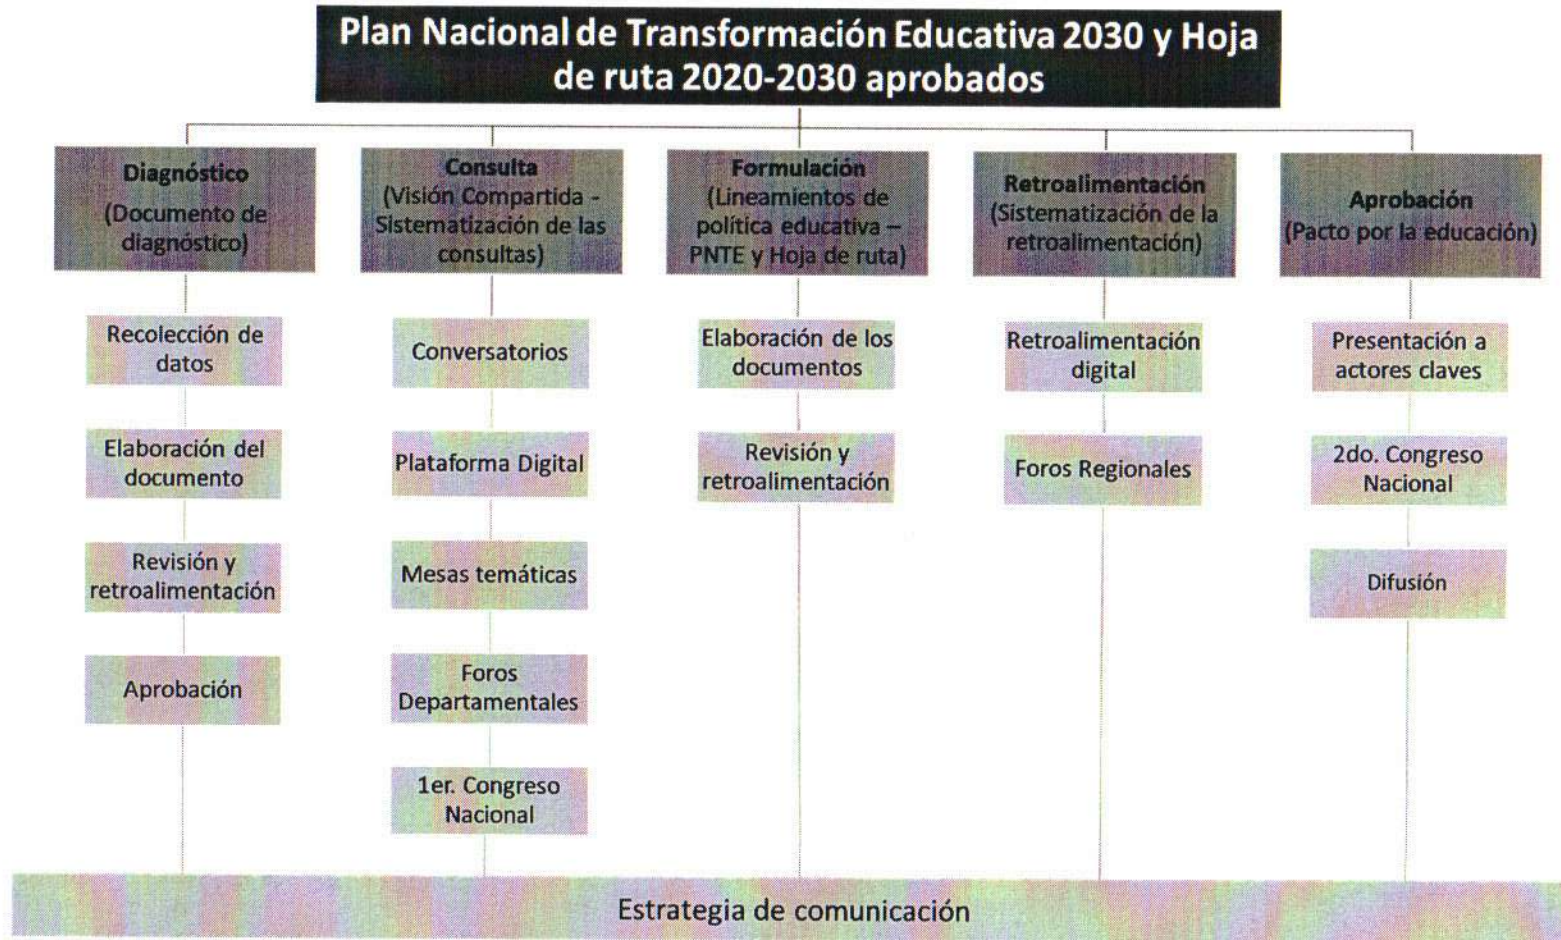 Plan Nacional de Transformación Educativa 2030 y Hoja
de ruta 2020-2030 aprobados
Diagnóstico
(Documento de
diagnóstico)
Recolección de
datos
Elaboración del
documento
Revisión y
retroalimentación
Aprobación
Consulta
(Visión Compartida -
Sistematización de las
consultas)
Conversatorios
Plataforma Digital
Mesas temáticas
Foros
Departamentales
1er. Congreso
Nacional
Formulación
(Lineamientos de
política educativa –
PNTE y Hoja de ruta)
Elaboración de los
documentos
Revisión y
retroalimentación
Retroalimentación
(Sistematización de la
retroalimentación)
Retroalimentación
digital
Foros Regionales
Aprobación
(Pacto por la educación)
Presentación a
actores claves
2do. Congreso
Nacional
Difusión
Estrategia de comunicación